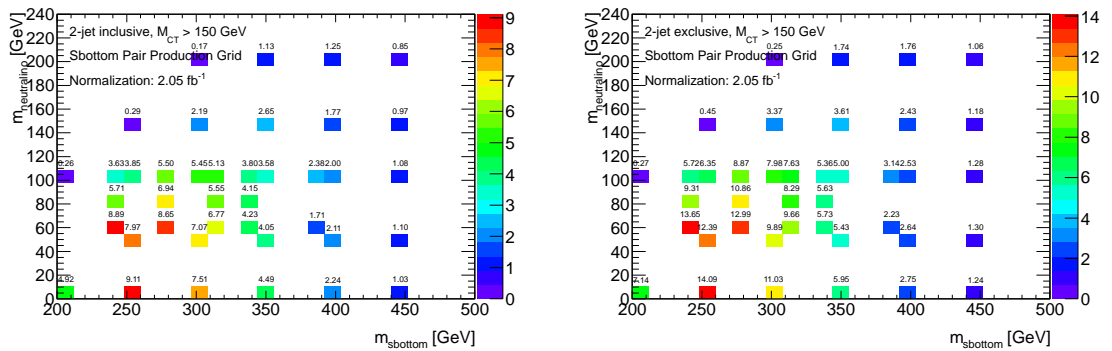 2-jet inclusive, M_CT > 150 GeV
Sbottom Pair Production Grid
Normalization: 2.05 fb^-1
m_neutralino [GeV]
240
220
200
180
160
140
120
100
80
60
40
20
0
0.17 1.13 1.25 0.85
0.29 2.19 2.65 1.77 0.97
0.26 3.63 3.85 5.50 5.45 5.13 3.80 3.58 2.38 2.00 1.08
5.71 6.94 5.55 4.15
8.89 8.65 6.77 4.23 1.71
7.97 7.07 4.05 2.11 1.10
4.92 9.11 7.51 4.49 2.24 1.03
200 250 300 350 400 450 500
m_sbottom [GeV]
9
8
7
6
5
4
3
2
1
0
2-jet exclusive, M_CT > 150 GeV
Sbottom Pair Production Grid
Normalization: 2.05 fb^-1
m_neutralino [GeV]
240
220
200
180
160
140
120
100
80
60
40
20
0
0.25 1.74 1.76 1.06
0.45 3.37 3.61 2.43 1.18
0.27 5.72 6.35 8.87 7.98 7.63 5.36 5.00 3.14 2.53 1.28
9.31 10.86 8.29 5.63
13.65 12.99 9.66 5.73 2.23
12.39 9.89 5.43 2.64 1.30
7.14 14.09 11.03 5.95 2.75 1.24
200 250 300 350 400 450 500
m_sbottom [GeV]
14
12
10
8
6
4
2
0